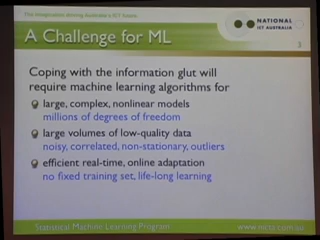 The imagination driving Australia's ICT future.
NATIONAL
ICT AUSTRALIA
A Challenge for ML
3
Coping with the information glut will
require machine learning algorithms for
large, complex, nonlinear models
millions of degrees of freedom
large volumes of low-quality data
noisy, correlated, non-stationary, outliers
efficient real-time, online adaptation
no fixed training set, life-long learning
Statistical Machine Learning Program
www.nicta.com.au